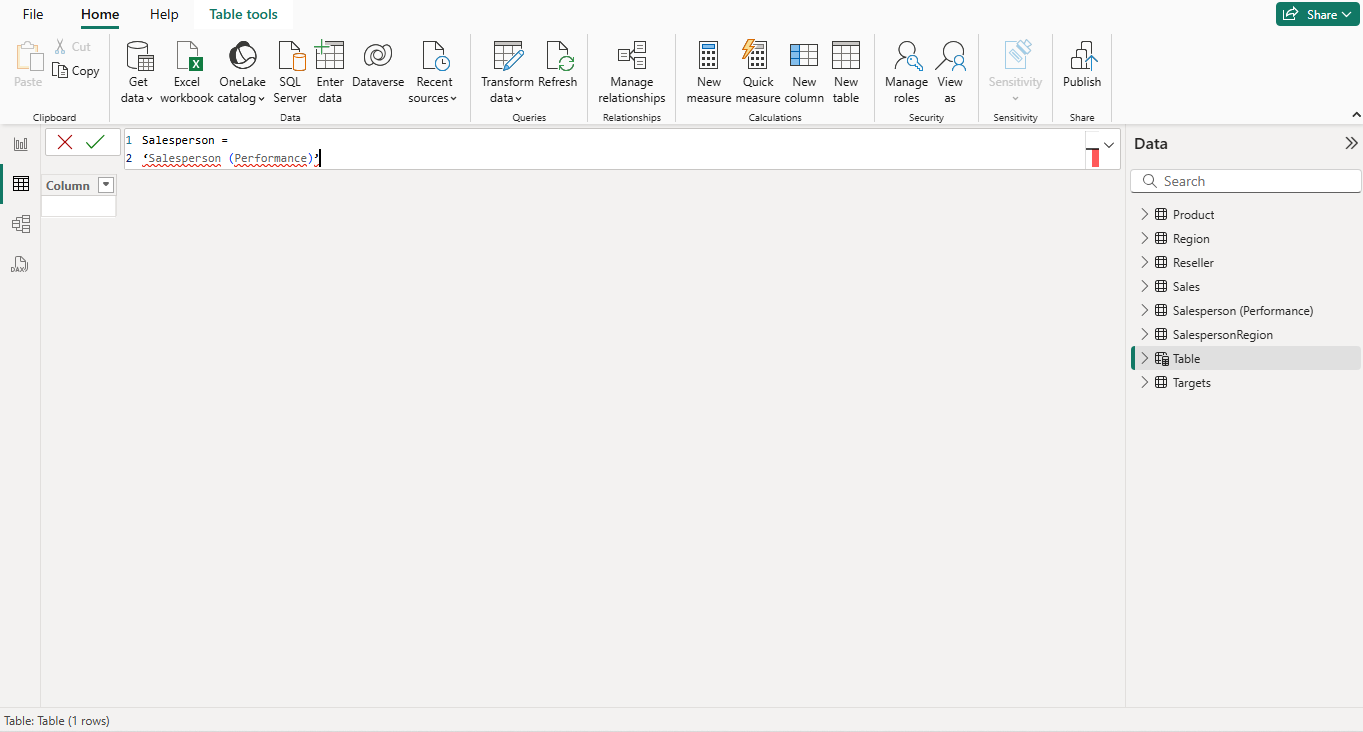 File Home Help Table tools Share
Paste Cut Copy
Get data Excel workbook OneLake catalog SQL Server Enter data Dataverse Recent sources
Transform data Refresh
Manage relationships
New measure Quick measure New column New table
Manage roles View as
Sensitivity
Publish
Clipboard Data Queries Relationships Calculations Security Sensitivity Share
1 Salesperson =
2 ‘Salesperson (Performance)’
Column
DAX
Data
Search
Product
Region
Reseller
Sales
Salesperson (Performance)
SalespersonRegion
Table
Targets
Table: Table (1 rows)